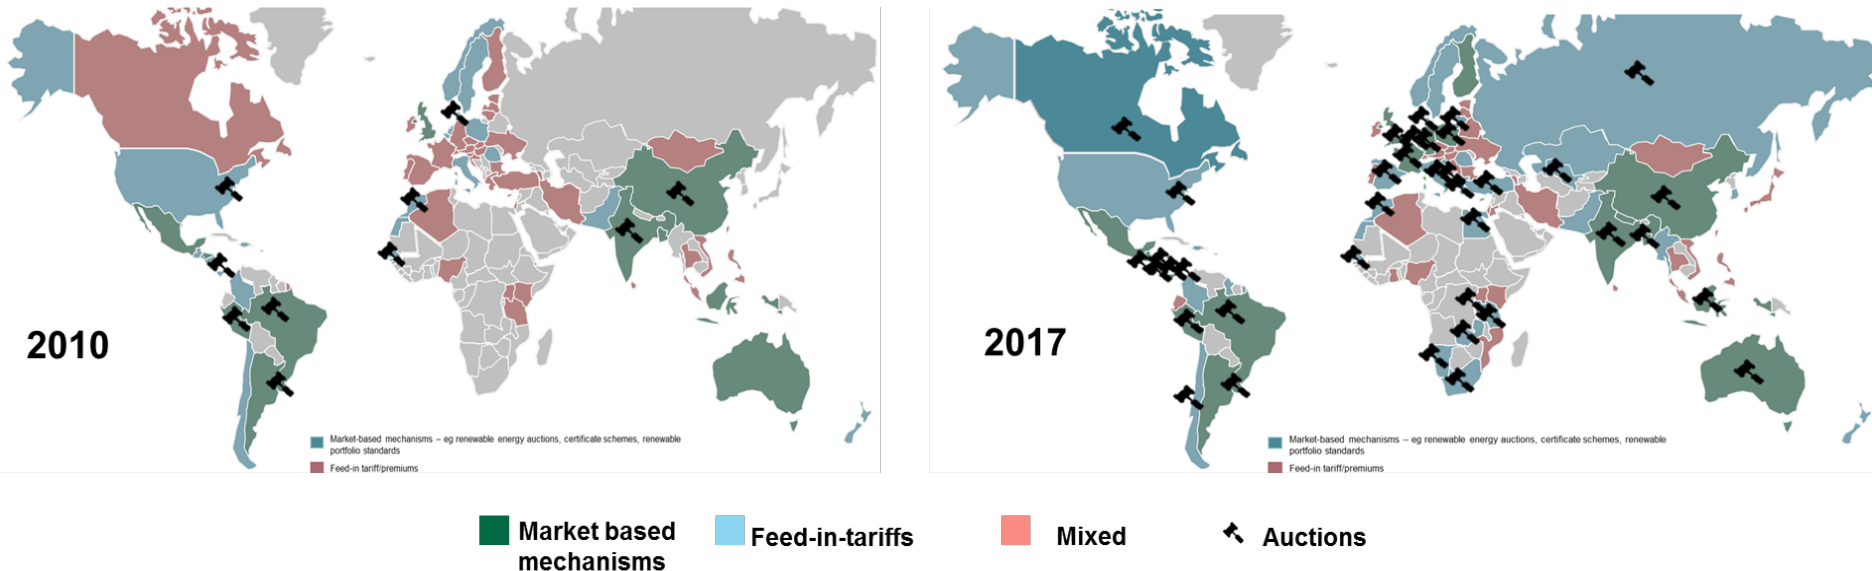 2010
Market-based mechanisms – eg renewable energy auctions, certificate schemes, renewable
portfolio standards
Feed-in tariff/premiums
2017
Market-based mechanisms – eg renewable energy auctions, certificate schemes, renewable
portfolio standards
Feed-in tariff/premiums
Market based
mechanisms
Feed-in-tariffs
Mixed
Auctions